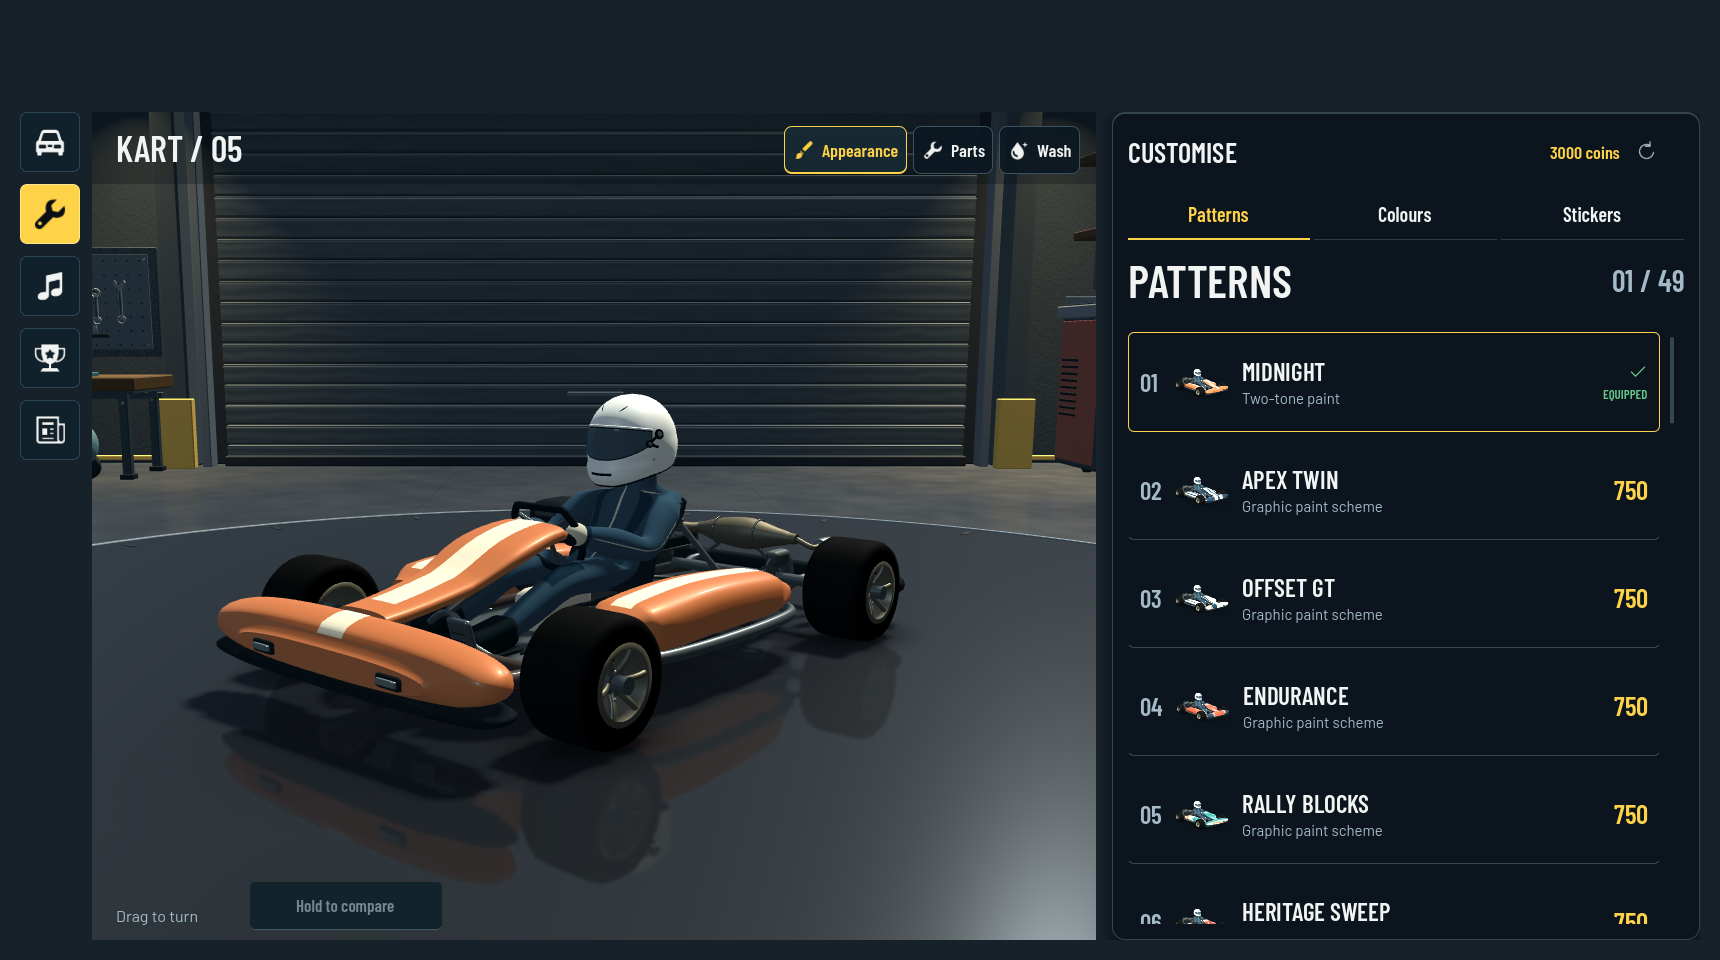 KART / 05
Appearance
Parts
Wash
Drag to turn
Hold to compare
CUSTOMISE
3000 coins
Patterns
Colours
Stickers
PATTERNS
01 / 49
01
MIDNIGHT
Two-tone paint
EQUIPPED
02
APEX TWIN
Graphic paint scheme
750
03
OFFSET GT
Graphic paint scheme
750
04
ENDURANCE
Graphic paint scheme
750
05
RALLY BLOCKS
Graphic paint scheme
750
06
HERITAGE SWEEP
750